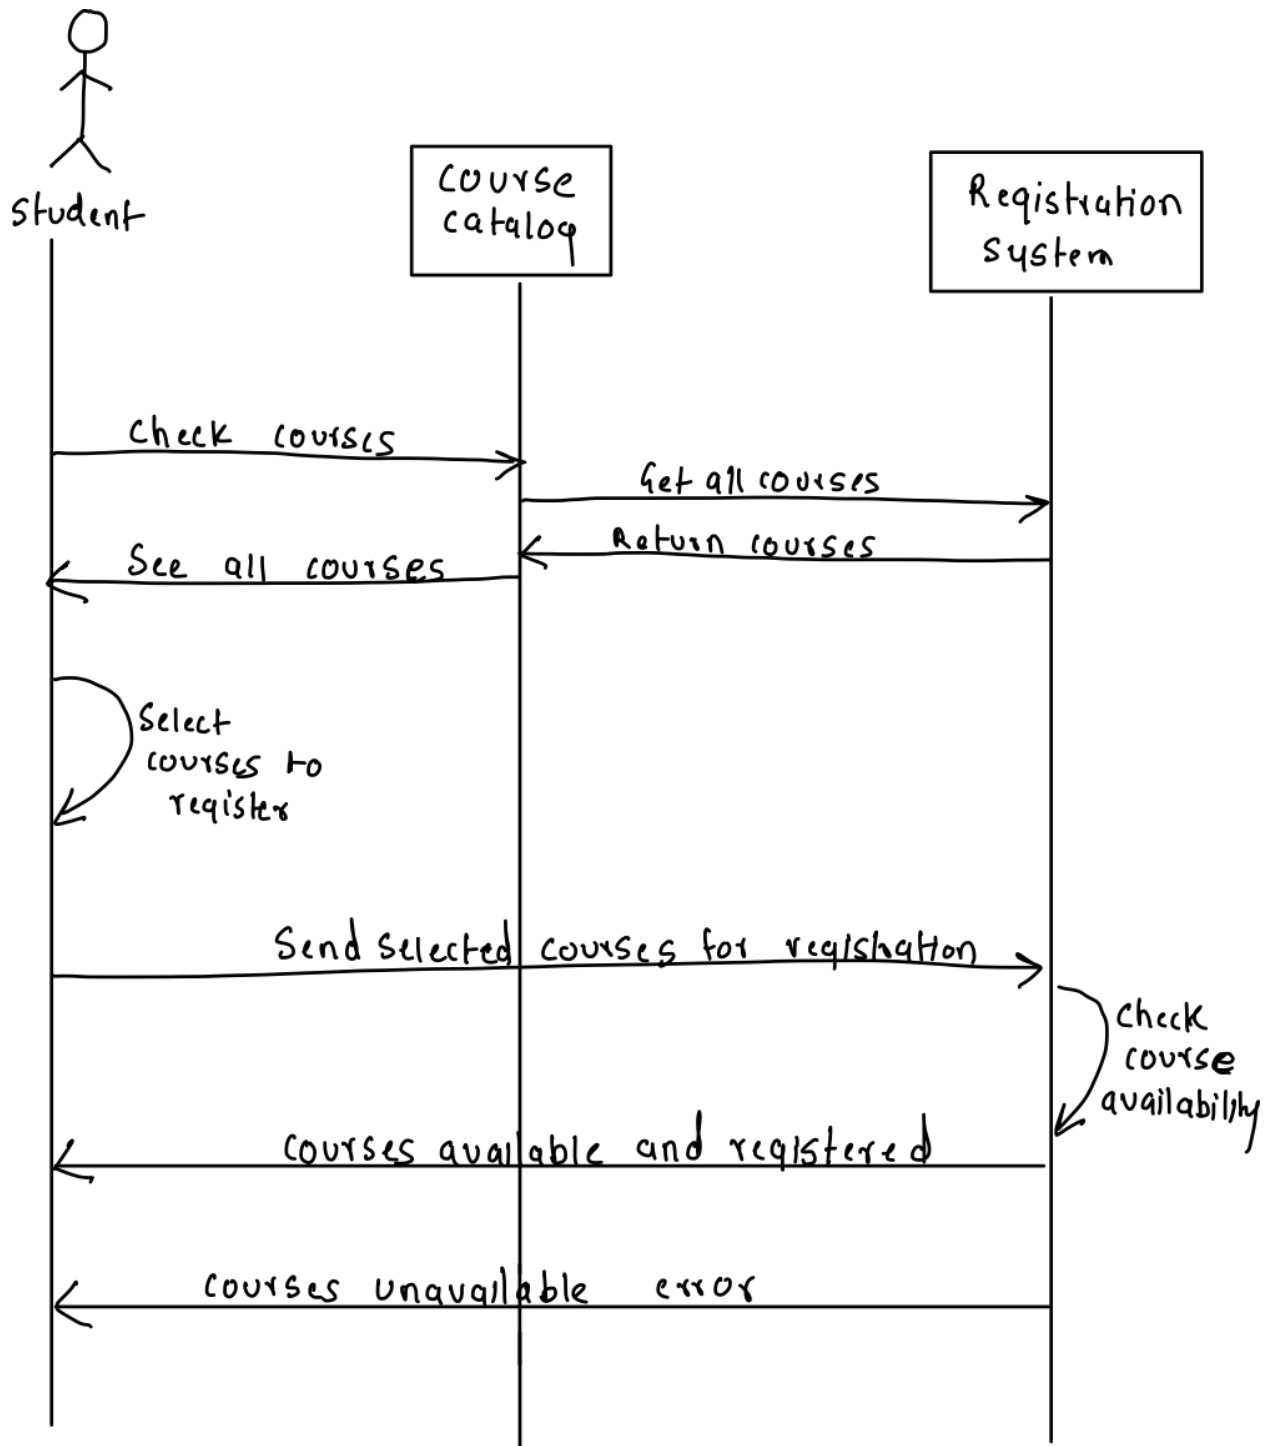 Student
Course
catalog
Registration
system
Check courses
Get all courses
Return courses
See all courses
Select
courses to
register
Send selected courses for registration
Check
course
availability
courses available and registered
courses unavailable error